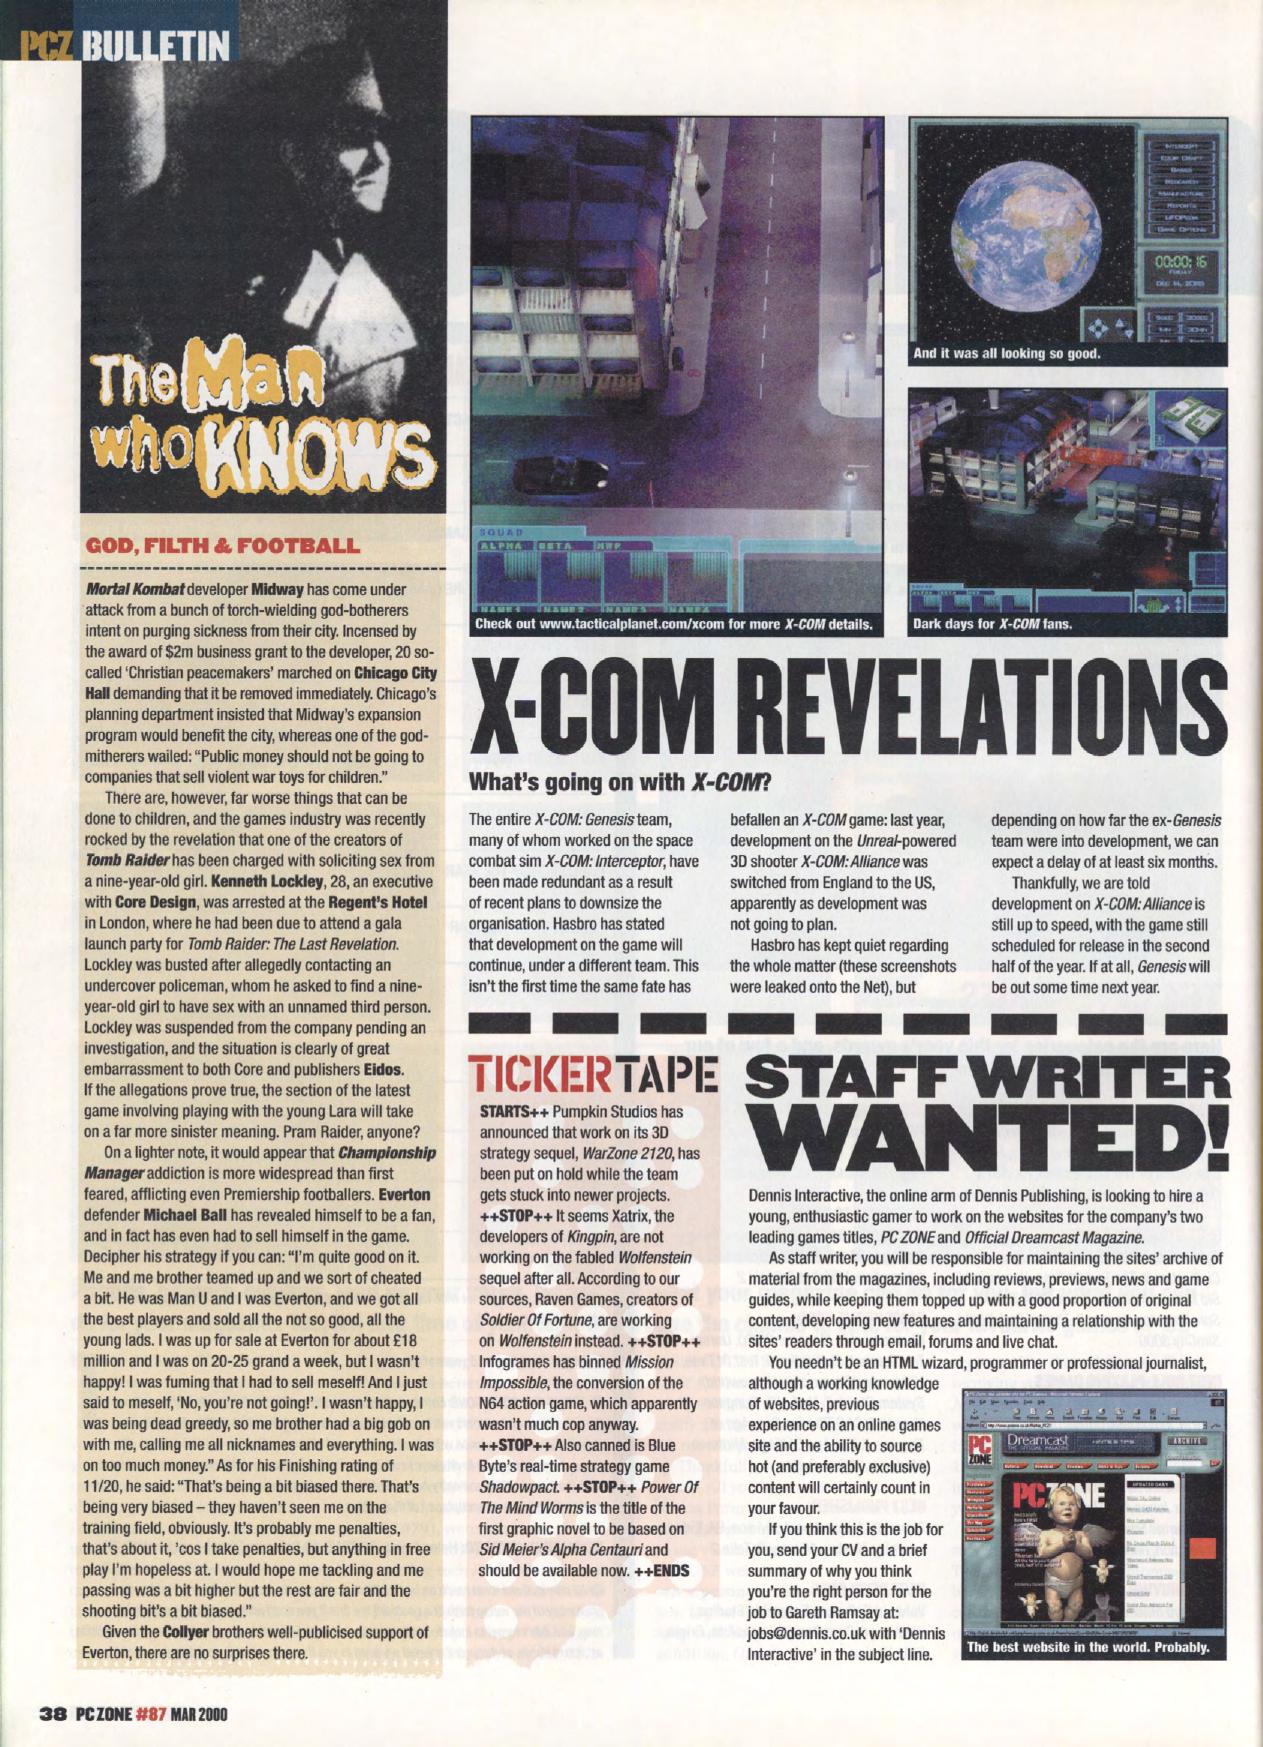 PCZ BULLETIN
The Man
who KNOWS
GOD, FILTH & FOOTBALL
Mortal Kombat developer Midway has come under
attack from a bunch of torch-wielding god-botherers
intent on purging sickness from their city. Incensed by
the award of $2m business grant to the developer, 20 so-
called 'Christian peacemakers' marched on Chicago City
Hall demanding that it be removed immediately. Chicago's
planning department insisted that Midway's expansion
program would benefit the city, whereas one of the god-
mitherers wailed: "Public money should not be going to
companies that sell violent war toys for children."
There are, however, far worse things that can be
done to children, and the games industry was recently
rocked by the revelation that one of the creators of
Tomb Raider has been charged with soliciting sex from
a nine-year-old girl. Kenneth Lockley, 28, an executive
with Core Design, was arrested at the Regent's Hotel
in London, where he had been due to attend a gala
launch party for Tomb Raider: The Last Revelation.
Lockley was busted after allegedly contacting an
undercover policeman, whom he asked to find a nine-
year-old girl to have sex with an unnamed third person.
Lockley was suspended from the company pending an
investigation, and the situation is clearly of great
embarrassment to both Core and publishers Eidos.
If the allegations prove true, the section of the latest
game involving playing with the young Lara will take
on a far more sinister meaning. Pram Raider, anyone?
On a lighter note, it would appear that Championship
Manager addiction is more widespread than first
feared, afflicting even Premiership footballers. Everton
defender Michael Ball has revealed himself to be a fan,
and in fact has even had to sell himself in the game.
Decipher his strategy if you can: "I'm quite good on it.
Me and me brother teamed up and we sort of cheated
a bit. He was Man U and I was Everton, and we got all
the best players and sold all the not so good, all the
young lads. I was up for sale at Everton for about £18
million and I was on 20-25 grand a week, but I wasn't
happy! I was fuming that I had to sell meself! And I just
said to meself, 'No, you're not going!'. I wasn't happy, I
was being dead greedy, so me brother had a big gob on
with me, calling me all nicknames and everything. I was
on too much money." As for his Finishing rating of
11/20, he said: "That's being a bit biased there. That's
being very biased – they haven't seen me on the
training field, obviously. It's probably me penalties,
that's about it, 'cos I take penalties, but anything in free
play I'm hopeless at. I would hope me tackling and me
passing was a bit higher but the rest are fair and the
shooting bit's a bit biased."
Given the Collyer brothers well-publicised support of
Everton, there are no surprises there.
SQUAD
ALPHA BETA HWP
NAME1 NAME2 NAME3 NAME4
Check out www.tacticalplanet.com/xcom for more X-COM details.
INTERCEPT
EQUIP CRAFT
BASES
RESEARCH
MANUFACTURE
REPORTS
UFOPEDIA
GAME OPTIONS
00:00:16
And it was all looking so good.
Dark days for X-COM fans.
X-COM REVELATIONS
What's going on with X-COM?
The entire X-COM: Genesis team,
many of whom worked on the space
combat sim X-COM: Interceptor, have
been made redundant as a result
of recent plans to downsize the
organisation. Hasbro has stated
that development on the game will
continue, under a different team. This
isn't the first time the same fate has
befallen an X-COM game: last year,
development on the Unreal-powered
3D shooter X-COM: Alliance was
switched from England to the US,
apparently as development was
not going to plan.
Hasbro has kept quiet regarding
the whole matter (these screenshots
were leaked onto the Net), but
depending on how far the ex-Genesis
team were into development, we can
expect a delay of at least six months.
Thankfully, we are told
development on X-COM: Alliance is
still up to speed, with the game still
scheduled for release in the second
half of the year. If at all, Genesis will
be out some time next year.
TICKERTAPE
STARTS++ Pumpkin Studios has
announced that work on its 3D
strategy sequel, WarZone 2120, has
been put on hold while the team
gets stuck into newer projects.
++STOP++ It seems Xatrix, the
developers of Kingpin, are not
working on the fabled Wolfenstein
sequel after all. According to our
sources, Raven Games, creators of
Soldier Of Fortune, are working
on Wolfenstein instead. ++STOP++
Infogrames has binned Mission
Impossible, the conversion of the
N64 action game, which apparently
wasn't much cop anyway.
++STOP++ Also canned is Blue
Byte's real-time strategy game
Shadowpact. ++STOP++ Power Of
The Mind Worms is the title of the
first graphic novel to be based on
Sid Meier's Alpha Centauri and
should be available now. ++ENDS
STAFF WRITER
WANTED!
Dennis Interactive, the online arm of Dennis Publishing, is looking to hire a
young, enthusiastic gamer to work on the websites for the company's two
leading games titles, PC ZONE and Official Dreamcast Magazine.
As staff writer, you will be responsible for maintaining the sites' archive of
material from the magazines, including reviews, previews, news and game
guides, while keeping them topped up with a good proportion of original
content, developing new features and maintaining a relationship with the
sites' readers through email, forums and live chat.
You needn't be an HTML wizard, programmer or professional journalist,
although a working knowledge
of websites, previous
experience on an online games
site and the ability to source
hot (and preferably exclusive)
content will certainly count in
your favour.
If you think this is the job for
you, send your CV and a brief
summary of why you think
you're the right person for the
job to Gareth Ramsay at:
jobs@dennis.co.uk with 'Dennis
Interactive' in the subject line.
PC ZONE
Dreamcast
ARCHIVE
PCZONE
The best website in the world. Probably.
38 PC ZONE #87 MAR 2000